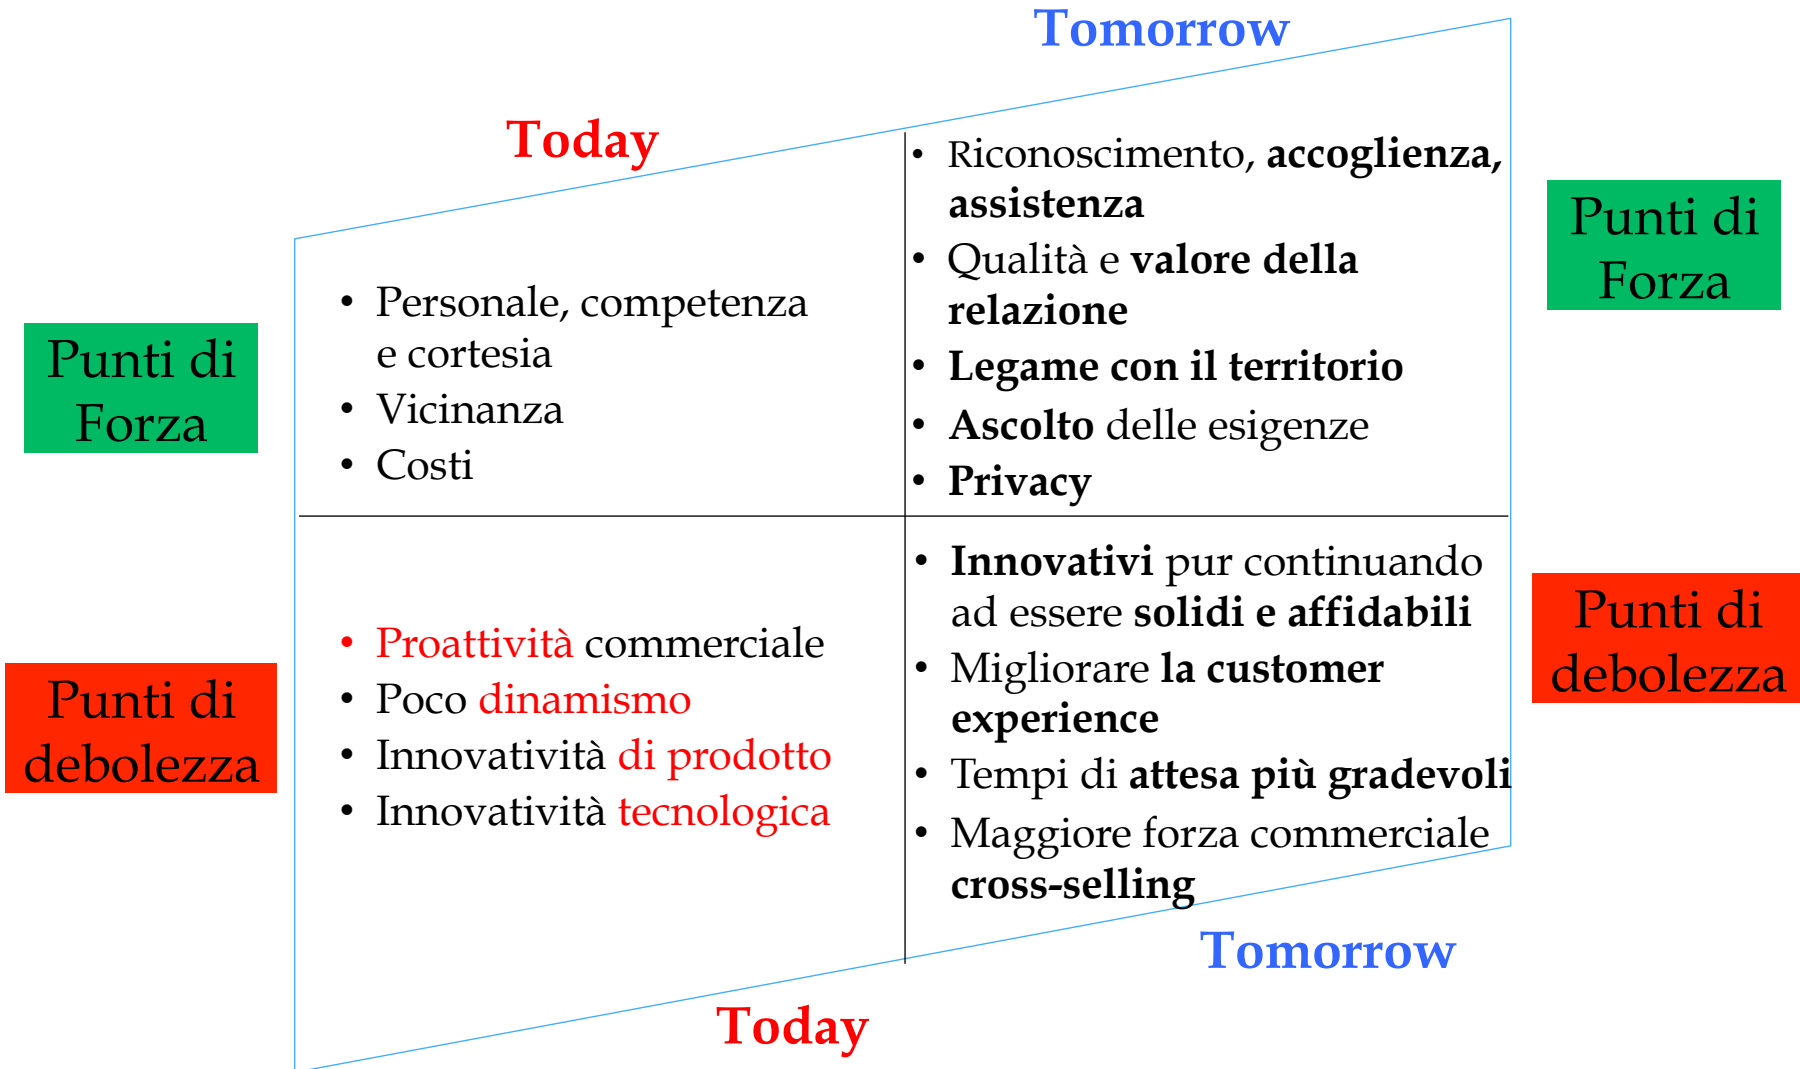 Tomorrow
Today
Punti di
Forza
• Personale, competenza
e cortesia
• Vicinanza
• Costi
• Riconoscimento, accoglienza,
assistenza
• Qualità e valore della
relazione
• Legame con il territorio
• Ascolto delle esigenze
• Privacy
Punti di
Forza
Punti di
debolezza
• Proattività commerciale
• Poco dinamismo
• Innovatività di prodotto
• Innovatività tecnologica
• Innovativi pur continuando
ad essere solidi e affidabili
• Migliorare la customer
experience
• Tempi di attesa più gradevoli
• Maggiore forza commerciale
cross-selling
Punti di
debolezza
Tomorrow
Today